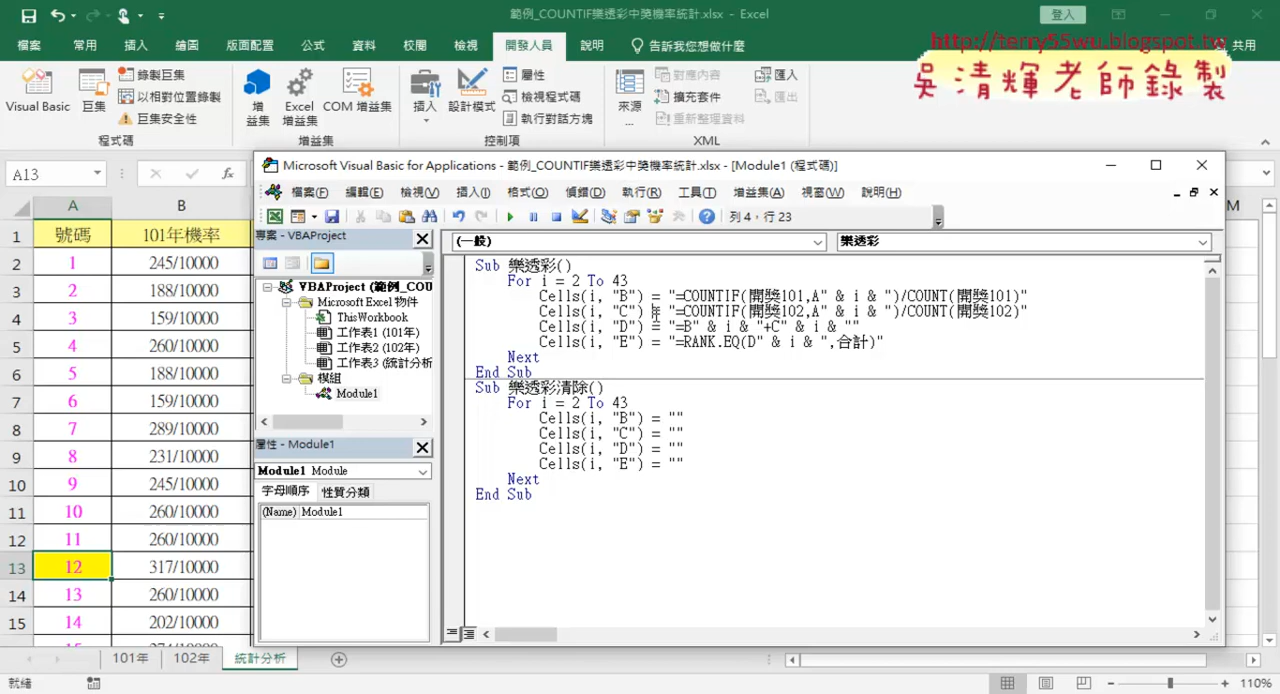 範例_COUNTIF樂透彩中獎機率統計.xlsx - Excel
登入
檔案 常用 插入 繪圖 版面配置 公式 資料 校閱 檢視 開發人員 說明 告訴我您想做什麼 共用
http://terry55wu.blogspot.tw
吳清輝老師錄製
Visual Basic 巨集 錄製巨集 以相對位置錄製 巨集安全性
程式碼
增益集 Excel 增益集 COM 增益集
增益集
插入 設計模式 屬性 檢視程式碼 執行對話方塊
控制項
來源 對應內容 擴充套件 重新整理資料 匯入 匯出
XML
A13
Microsoft Visual Basic for Applications - 範例_COUNTIF樂透彩中獎機率統計.xlsx - [Module1 (程式碼)]
檔案(F) 編輯(E) 檢視(V) 插入(I) 格式(O) 偵錯(D) 執行(R) 工具(T) 增益集(A) 視窗(W) 說明(H)
列 4，行 23
專案 - VBAProject
VBAProject (範例_COU
Microsoft Excel 物件
ThisWorkbook
工作表1 (101年)
工作表2 (102年)
工作表3 (統計分析
模組
Module1
屬性 - Module1
Module1 Module
字母順序 性質分類
(Name) Module1
(一般) 樂透彩
Sub 樂透彩()
For i = 2 To 43
Cells(i, "B") = "=COUNTIF(開獎101,A" & i & ")/COUNT(開獎101)"
Cells(i, "C") = "=COUNTIF(開獎102,A" & i & ")/COUNT(開獎102)"
Cells(i, "D") = "=B" & i & "+C" & i & ""
Cells(i, "E") = "=RANK.EQ(D" & i & ",合計)"
Next
End Sub
Sub 樂透彩清除()
For i = 2 To 43
Cells(i, "B") = ""
Cells(i, "C") = ""
Cells(i, "D") = ""
Cells(i, "E") = ""
Next
End Sub
A B M
1 號碼 101年機率
2 1 245/10000
3 2 188/10000
4 3 159/10000
5 4 260/10000
6 5 188/10000
7 6 159/10000
8 7 289/10000
9 8 231/10000
10 9 245/10000
11 10 260/10000
12 11 260/10000
13 12 317/10000
14 13 260/10000
15 14 202/10000
101年 102年 統計分析
就緒
110%